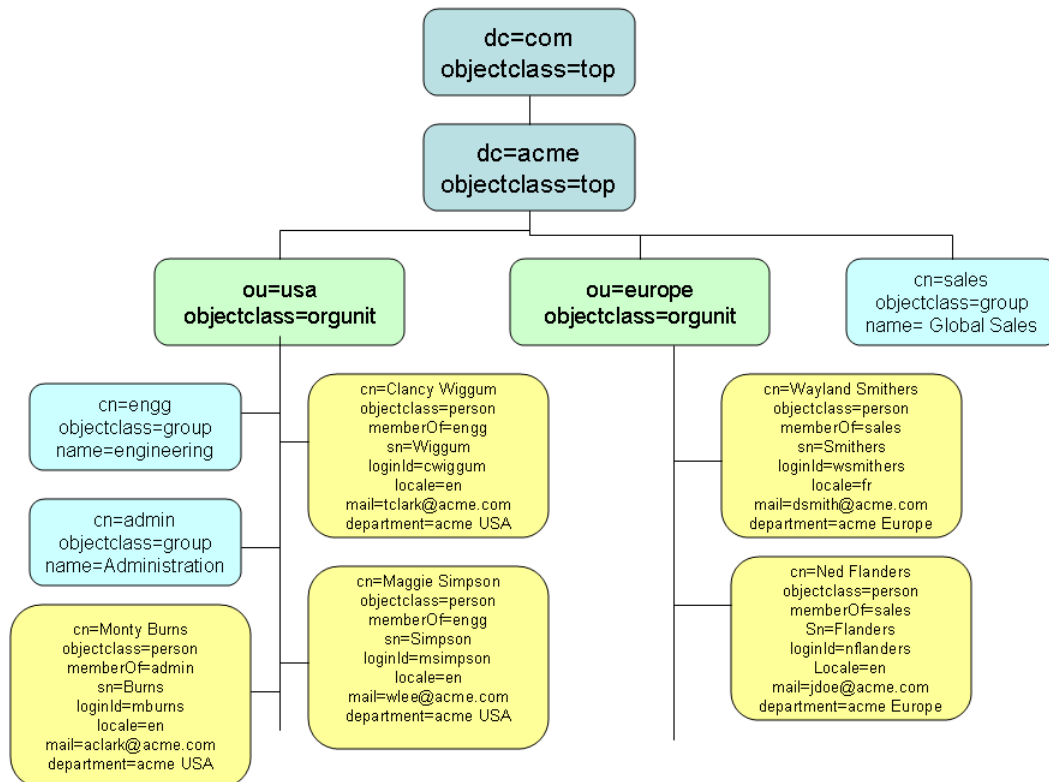 dc=com
objectclass=top
dc=acme
objectclass=top
ou=usa
objectclass=orgunit
ou=europe
objectclass=orgunit
cn=sales
objectclass=group
name= Global Sales
cn=engg
objectclass=group
name=engineering
cn=Clancy Wiggum
objectclass=person
memberOf=engg
sn=Wiggum
loginId=cwiggum
locale=en
mail=tclark@acme.com
department=acme USA
cn=Wayland Smithers
objectclass=person
memberOf=sales
sn=Smithers
loginId=wsmithers
locale=fr
mail=dsmith@acme.com
department=acme Europe
cn=admin
objectclass=group
name=Administration
cn=Maggie Simpson
objectclass=person
memberOf=engg
sn=Simpson
loginId=msimpson
locale=en
mail=wlee@acme.com
department=acme USA
cn=Ned Flanders
objectclass=person
memberOf=sales
Sn=Flanders
loginId=nflanders
Locale=en
mail=jdoe@acme.com
department=acme Europe
cn=Monty Burns
objectclass=person
memberOf=admin
sn=Burns
loginId=mburns
locale=en
mail=aclark@acme.com
department=acme USA